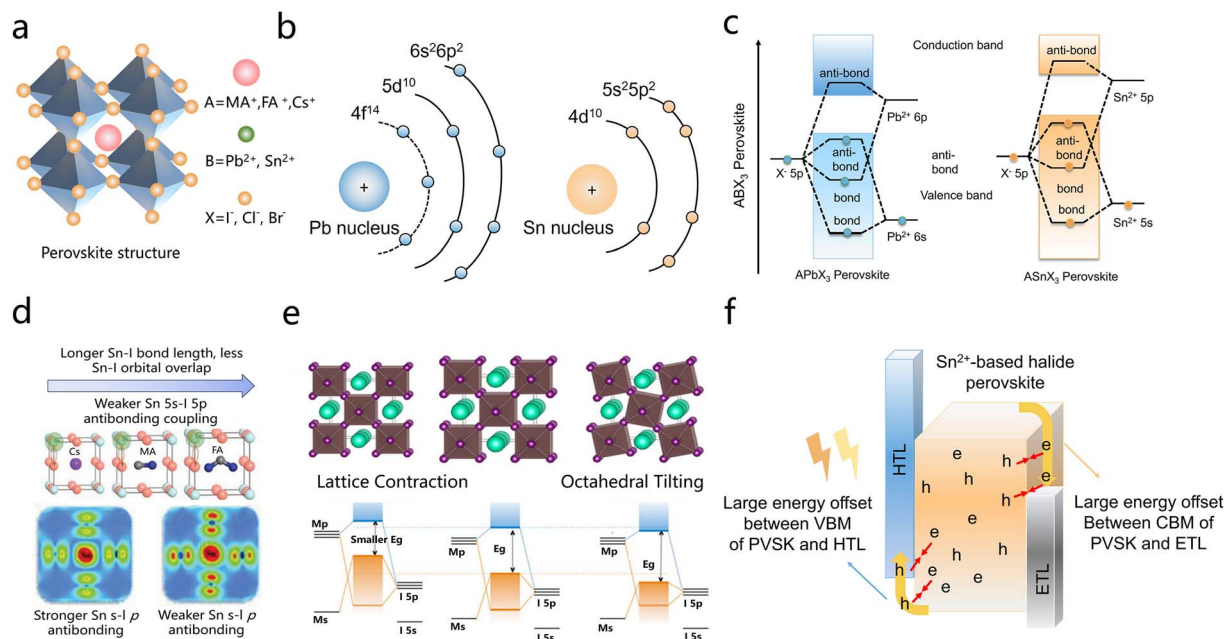 a
A=MA⁺,FA⁺,Cs⁺
B=Pb²⁺, Sn²⁺
X=I⁻, Cl⁻, Br⁻
Perovskite structure
b
6s²6p²
5d¹⁰
4f¹⁴
+
Pb nucleus
5s²5p²
4d¹⁰
+
Sn nucleus
c
ABX₃ Perovskite
Conduction band
anti-bond
Pb²⁺ 6p
X⁻ 5p
anti-
bond
bond
bond
Pb²⁺ 6s
APbX₃ Perovskite
anti-
bond
Valence band
anti-bond
Sn²⁺ 5p
X⁻ 5p
anti-
bond
bond
Sn²⁺ 5s
ASnX₃ Perovskite
d
Longer Sn-I bond length, less
Sn-I orbital overlap
Weaker Sn 5s-I 5p
antibonding coupling
Cs
MA
FA
Stronger Sn s-I p
antibonding
Weaker Sn s-I p
antibonding
e
Lattice Contraction
Octahedral Tilting
Mp
Smaller Eg
I 5p
Ms
I 5s
Mp
Eg
I 5p
Ms
I 5s
Mp
Eg
I 5p
Ms
I 5s
f
Sn²⁺-based halide
perovskite
HTL
e
h
e
h
e
h
e
e
h
h
h
e
e
h
h
e
h
e
ETL
Large energy offset
between VBM
of PVSK and HTL
Large energy offset
Between CBM of
PVSK and ETL